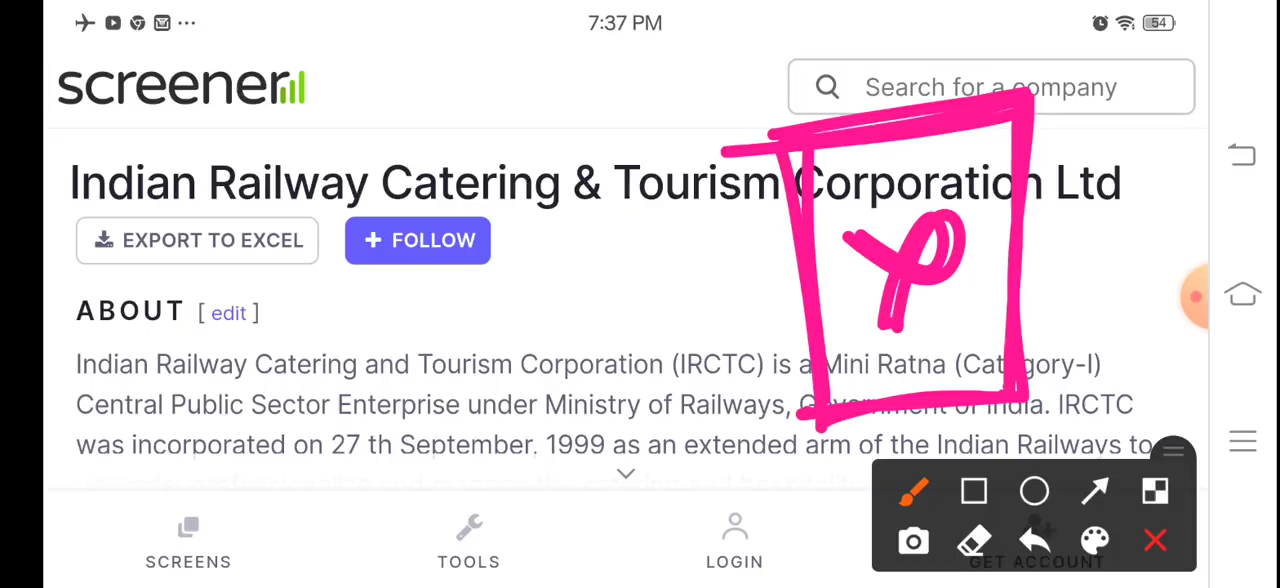 7:37 PM
54
screener
Search for a company
Indian Railway Catering & Tourism Corporation Ltd
EXPORT TO EXCEL
+ FOLLOW
ABOUT [ edit ]
Indian Railway Catering and Tourism Corporation (IRCTC) is a Mini Ratna (Category-I)
Central Public Sector Enterprise under Ministry of Railways, Government of India. IRCTC
was incorporated on 27 th September, 1999 as an extended arm of the Indian Railways to
SCREENS
TOOLS
LOGIN
GET ACCOUNT